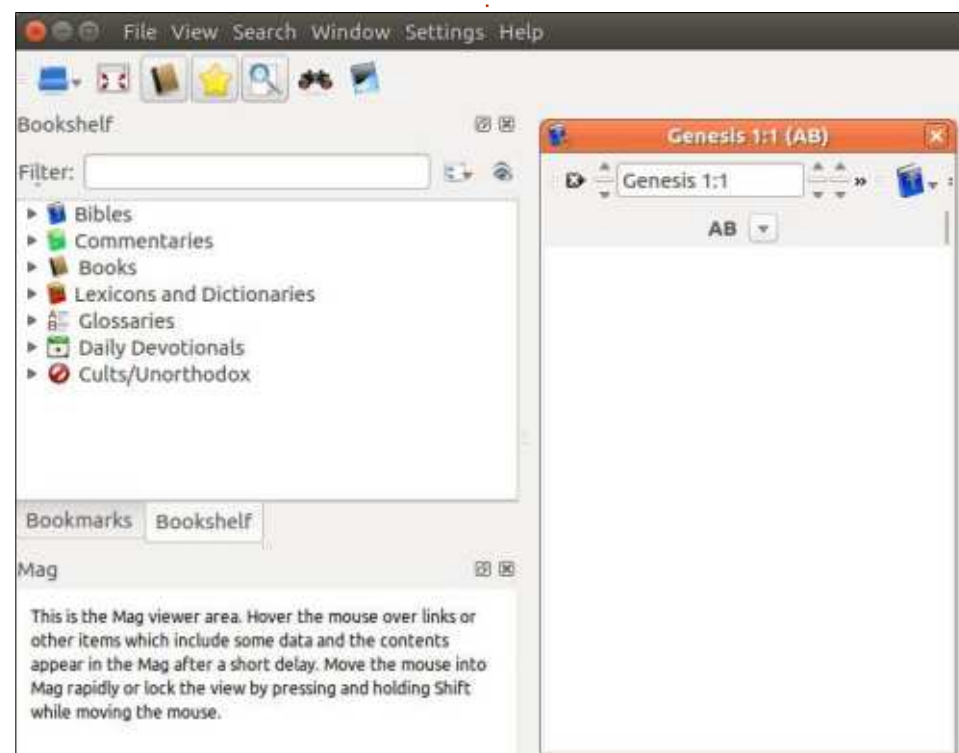 File View Search Window Settings Help
Bookshelf
Filter:
Bibles
Commentaries
Books
Lexicons and Dictionaries
Glossaries
Daily Devotionals
Cults/Unorthodox
Bookmarks Bookshelf
Mag
This is the Mag viewer area. Hover the mouse over links or
other items which include some data and the contents
appear in the Mag after a short delay. Move the mouse into
Mag rapidly or lock the view by pressing and holding Shift
while moving the mouse.
Genesis 1:1 (AB)
Genesis 1:1 »
AB